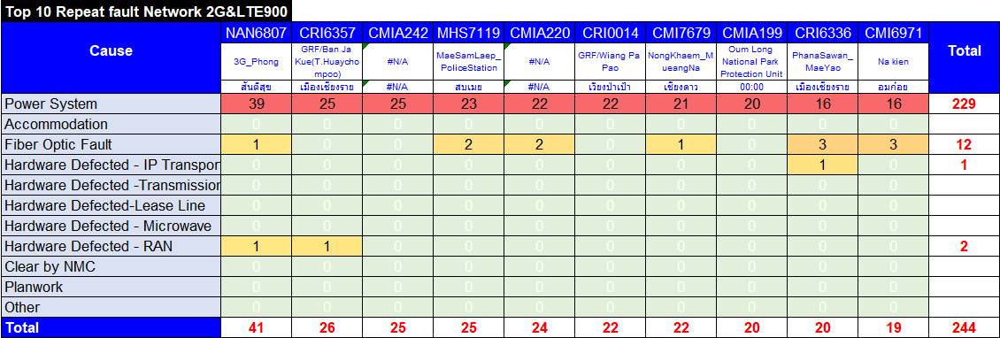 Top 10 Repeat fault Network 2G&LTE900
Cause NAN6807 CRI6357 CMIA242 MHS7119 CMIA220 CRI0014 CMI7679 CMIA199 CRI6336 CMI6971 Total
3G_Phong GRF/Ban Ja Kue(T.Huaychompoo) #N/A MaeSamLaep_PoliceStation #N/A GRF/Wiang Pa Pao NongKhaem_MueangNa Oum Long National Park Protection Unit PhanaSawan_MaeYao Na kien
สันติสุข เมืองเชียงราย #N/A สบเมย #N/A เวียงป่าเป้า เชียงดาว 00:00 เมืองเชียงราย อมก๋อย
Power System 39 25 25 23 22 22 21 20 16 16 229
Accommodation 0 0 0 0 0 0 0 0 0 0
Fiber Optic Fault 1 0 0 2 2 0 1 0 3 3 12
Hardware Defected - IP Transpor 0 0 0 0 0 0 0 0 1 0 1
Hardware Defected -Transmission 0 0 0 0 0 0 0 0 0 0
Hardware Defected-Lease Line 0 0 0 0 0 0 0 0 0 0
Hardware Defected - Microwave 0 0 0 0 0 0 0 0 0 0
Hardware Defected - RAN 1 1 0 0 0 0 0 0 0 0 2
Clear by NMC 0 0 0 0 0 0 0 0 0 0
Planwork 0 0 0 0 0 0 0 0 0 0
Other 0 0 0 0 0 0 0 0 0 0
Total 41 26 25 25 24 22 22 20 20 19 244